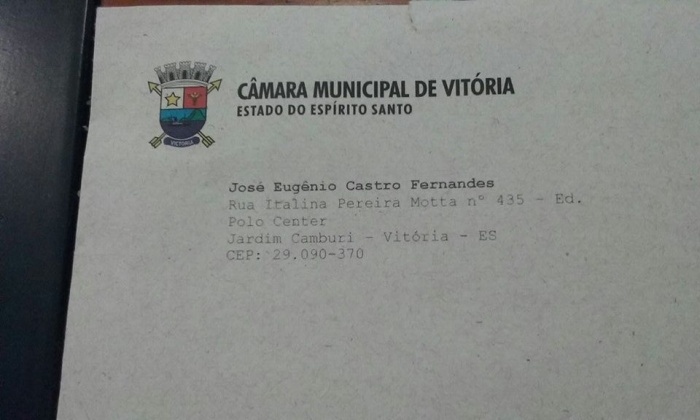 CÂMARA MUNICIPAL DE VITÓRIA
ESTADO DO ESPÍRITO SANTO
VICTORIA
José Eugênio Castro Fernandes
Rua Italina Pereira Motta nº 435 - Ed.
Polo Center
Jardim Camburi - Vitória - ES
CEP: 29.090-370